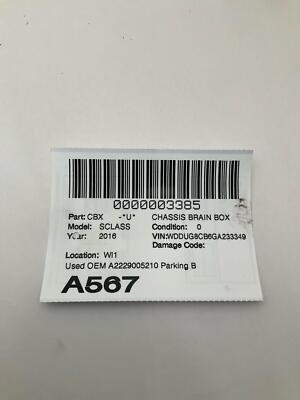 0000003385
Part: CBX -*U* CHASSIS BRAIN BOX
Model: SCLASS Condition: 0
Year: 2016 VIN:WDDUG8CB6GA233349
Damage Code:
Location: WI1
Used OEM A2229005210 Parking B
A567